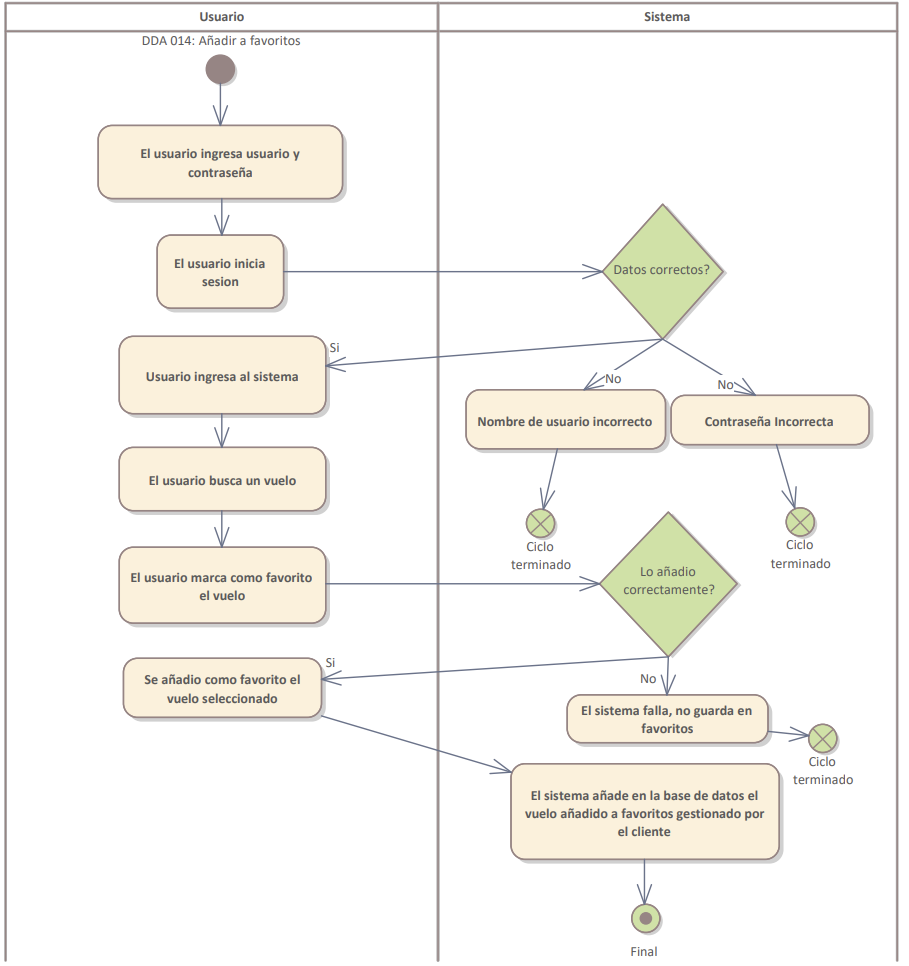 Usuario
Sistema
DDA 014: Añadir a favoritos
El usuario ingresa usuario y
contraseña
El usuario inicia
sesion
Datos correctos?
Si
Usuario ingresa al sistema
No
No
Nombre de usuario incorrecto
Contraseña Incorrecta
El usuario busca un vuelo
Ciclo
terminado
Ciclo
terminado
El usuario marca como favorito
el vuelo
Lo añadio
correctamente?
Si
Se añadio como favorito el
vuelo seleccionado
No
El sistema falla, no guarda en
favoritos
Ciclo
terminado
El sistema añade en la base de datos el
vuelo añadido a favoritos gestionado por
el cliente
Final